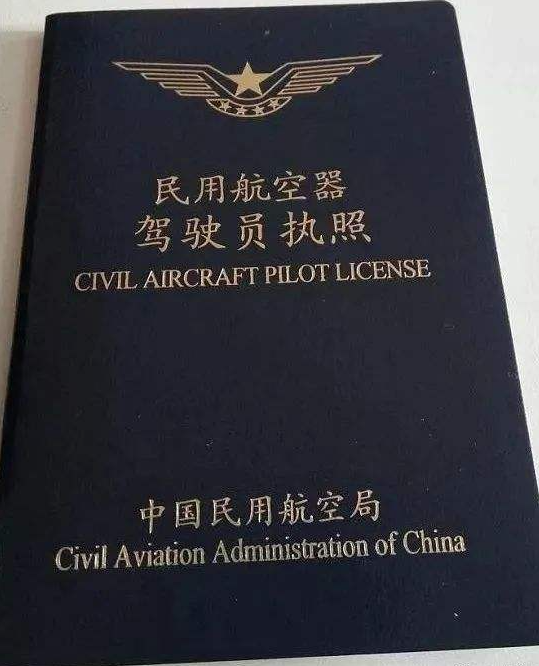 民用航空器
驾驶员执照
CIVIL AIRCRAFT PILOT LICENSE
中国民用航空局
Civil Aviation Administration of China